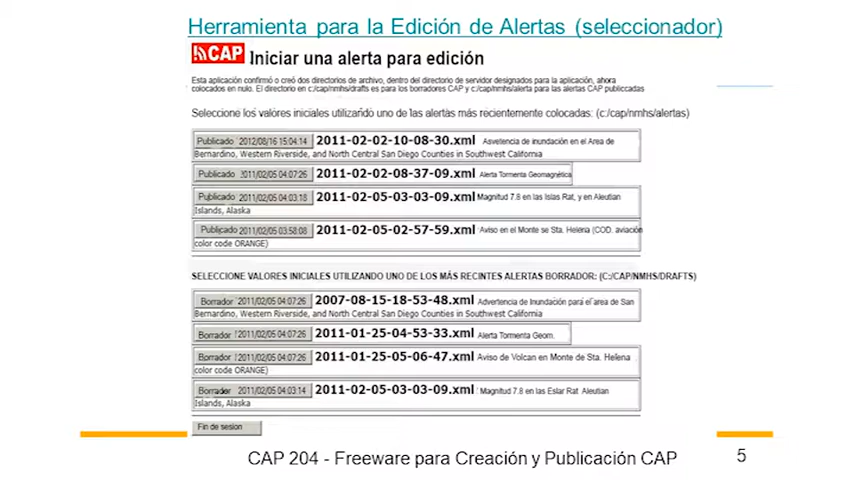 Herramienta para la Edición de Alertas (seleccionador)
CAP Iniciar una alerta para edición
Esta aplicación confirmó o creó dos directorios de archivo, dentro del directorio de servidor designados para la aplicación, ahora
colocados en nulo. El directorio en c:/cap/nmhs/drafts es para los borradores CAP y c:/cap/nmhs/alerta para las alertas CAP publiccadas
Seleccione los valores iniciales utilizando uno de las alertas más recientemente colocadas: (c:/cap/nmhs/alertas)
Publicado 2012/08/16 15:04:14 2011-02-02-10-08-30.xml Asvetencia de inundación en el Area de
Bernardino, Western Riverside, and North Central San Diego Counties in Southwest California
Publicado 2011/02/05 04:07:26 2011-02-02-08-37-09.xml Alerta Tormenta Geomagnética
Publicado 2011/02/05 04:03:18 2011-02-05-03-03-09.xml Magnitud 7.8 en las Islas Rat, y en Aleutian
Islands, Alaska
Publicado 2011/02/05 03:58:08 2011-02-05-02-57-59.xml Aviso en el Monte se Sta. Helena (COD. aviación
color code ORANGE)
SELECCIONE VALORES INICIALES UTILIZANDO UNO DE LOS MÁS RECINTES ALERTAS BORRADOR: (C:/CAP/NMHS/DRAFTS)
Borrador 2011/02/05 04:07:26 2007-08-15-18-53-48.xml Advertencia de Inundación para el area de San
Bernardino, Western Riverside, and North Central San Diego Counties in Southwest California
Borrador 2011/02/05 04:07:26 2011-01-25-04-53-33.xml Alerta Tormenta Geom.
Borrador 2011/02/05 04:07:26 2011-01-25-05-06-47.xml Aviso de Volcan en Monte de Sta. Helena
color code ORANGE)
Borrader 2011/02/05 04:03:14 2011-02-05-03-03-09.xml Magnitud 7.8 en las Eslar Rat Aleutian
Islands, Alaska
Fin de sesion
CAP 204 - Freeware para Creación y Publicación CAP 5